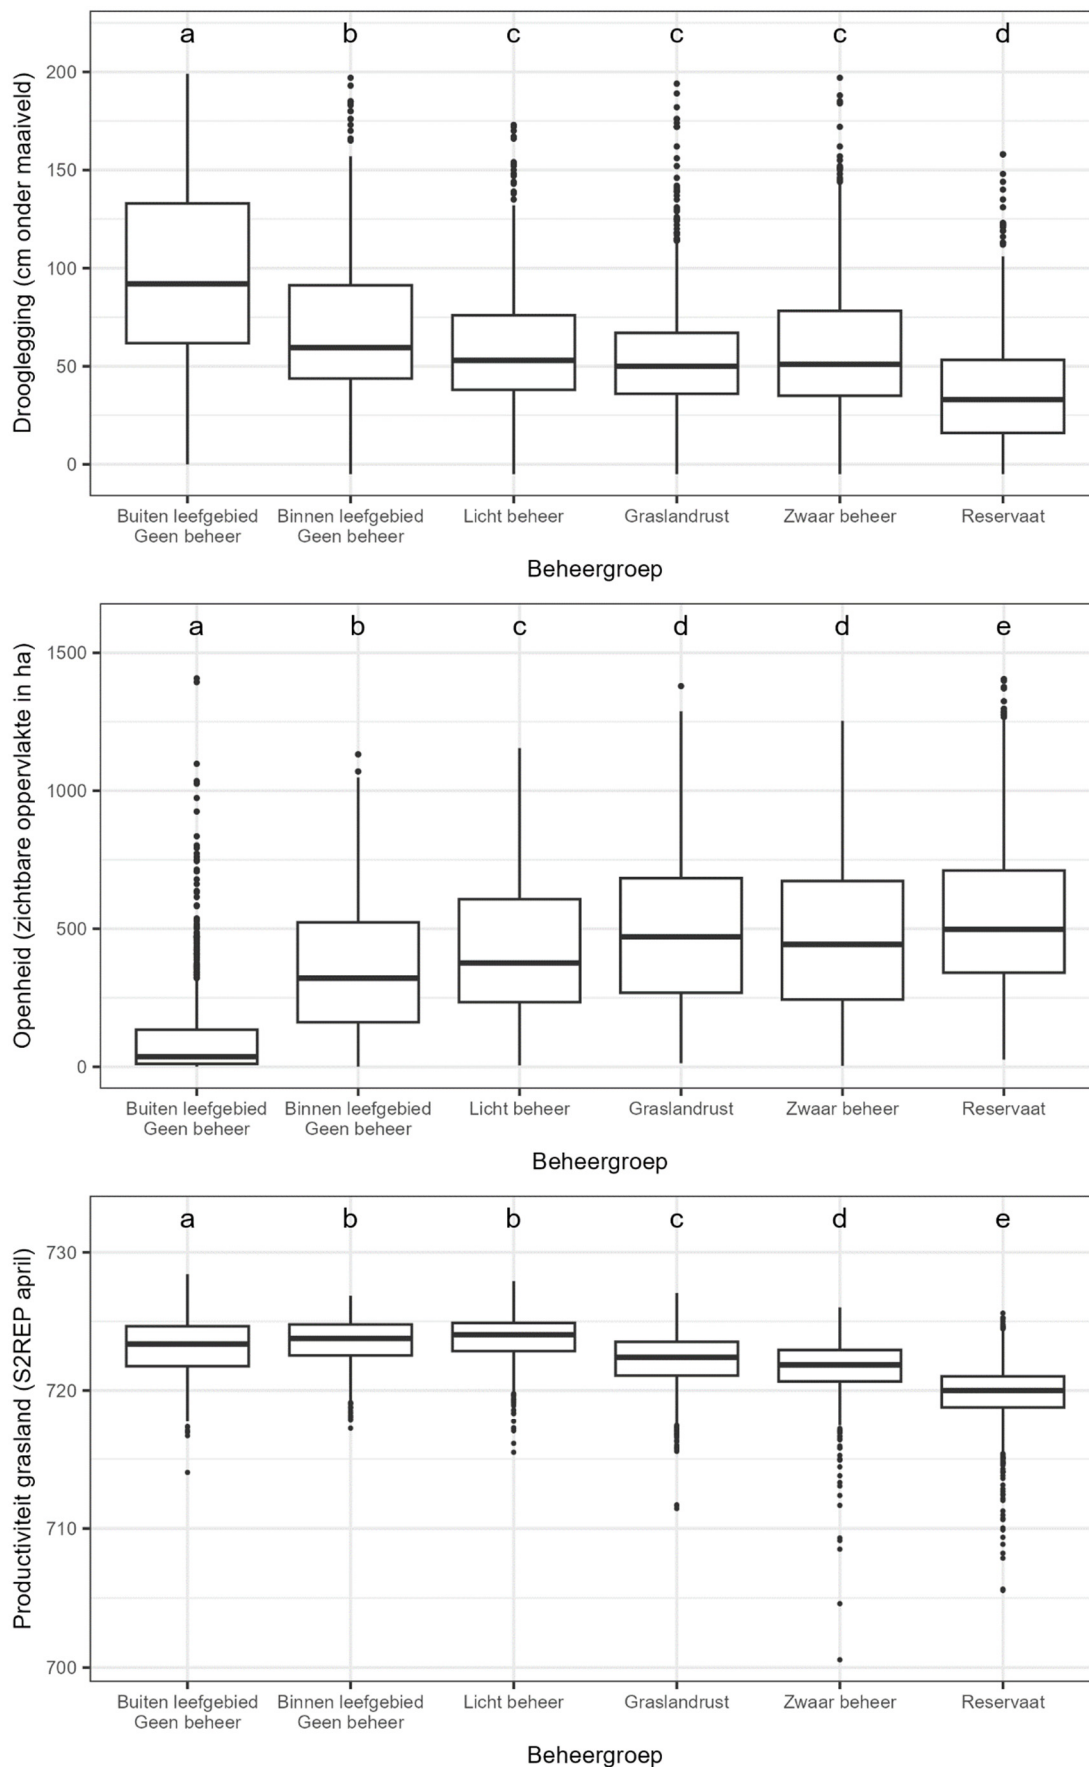 a b c c c d
Drooglegging (cm onder maaiveld)
200
150
100
50
0
Buiten leefgebied
Geen beheer
Binnen leefgebied
Geen beheer
Licht beheer
Graslandrust
Zwaar beheer
Reservaat
Beheergroep
a b c d d e
Openheid (zichtbare oppervlakte in ha)
1500
1000
500
0
Buiten leefgebied
Geen beheer
Binnen leefgebied
Geen beheer
Licht beheer
Graslandrust
Zwaar beheer
Reservaat
Beheergroep
a b b c d e
Productiviteit grasland (S2REP april)
730
720
710
700
Buiten leefgebied
Geen beheer
Binnen leefgebied
Geen beheer
Licht beheer
Graslandrust
Zwaar beheer
Reservaat
Beheergroep